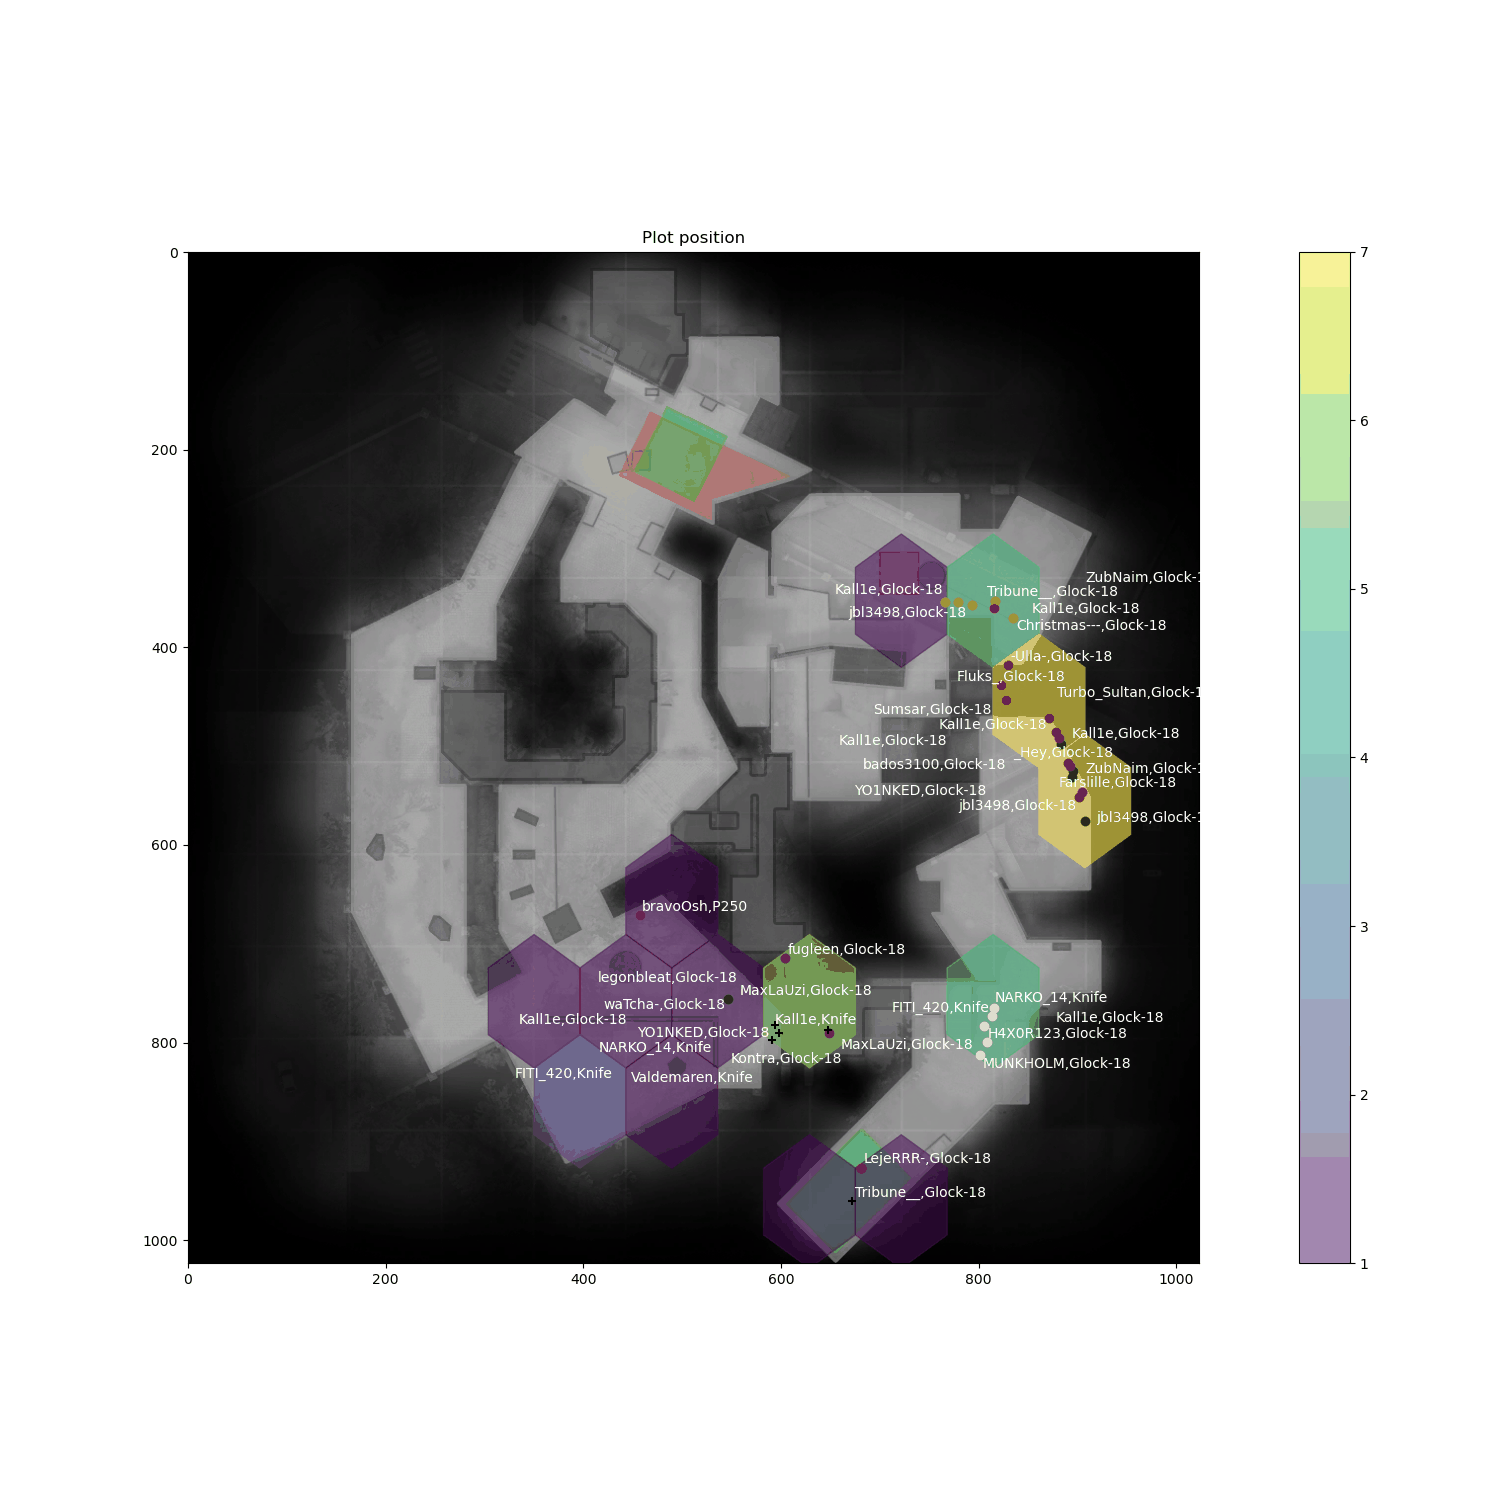 Plot position
0
7
6
5
4
3
2
1
200
400
600
800
1000
0
200
400
600
800
1000
ZubNaim,Glock-1
Kall1e,Glock-18
Tribune__,Glock-18
Kall1e,Glock-18
jbl3498,Glock-18
Christmas---,Glock-18
-Ulla-,Glock-18
Fluks_,Glock-18
Turbo_Sultan,Glock-1
Sumsar,Glock-18
Kall1e,Glock-18
Kall1e,Glock-18
Kall1e,Glock-18
_Hey,Glock-18
bados3100,Glock-18
ZubNaim,Glock-1
Farslille,Glock-18
YO1NKED,Glock-18
jbl3498,Glock-18
jbl3498,Glock-1
bravoOsh,P250
fugleen,Glock-18
legonbleat,Glock-18
MaxLaUzi,Glock-18
waTcha-,Glock-18
NARKO_14,Knife
FITI_420,Knife
Kall1e,Glock-18
Kall1e,Knife
Kall1e,Glock-18
YO1NKED,Glock-18
H4X0R123,Glock-18
MaxLaUzi,Glock-18
NARKO_14,Knife
Kontra,Glock-18
MUNKHOLM,Glock-18
FITI_420,Knife
Valdemaren,Knife
LejeRRR-,Glock-18
Tribune__,Glock-18